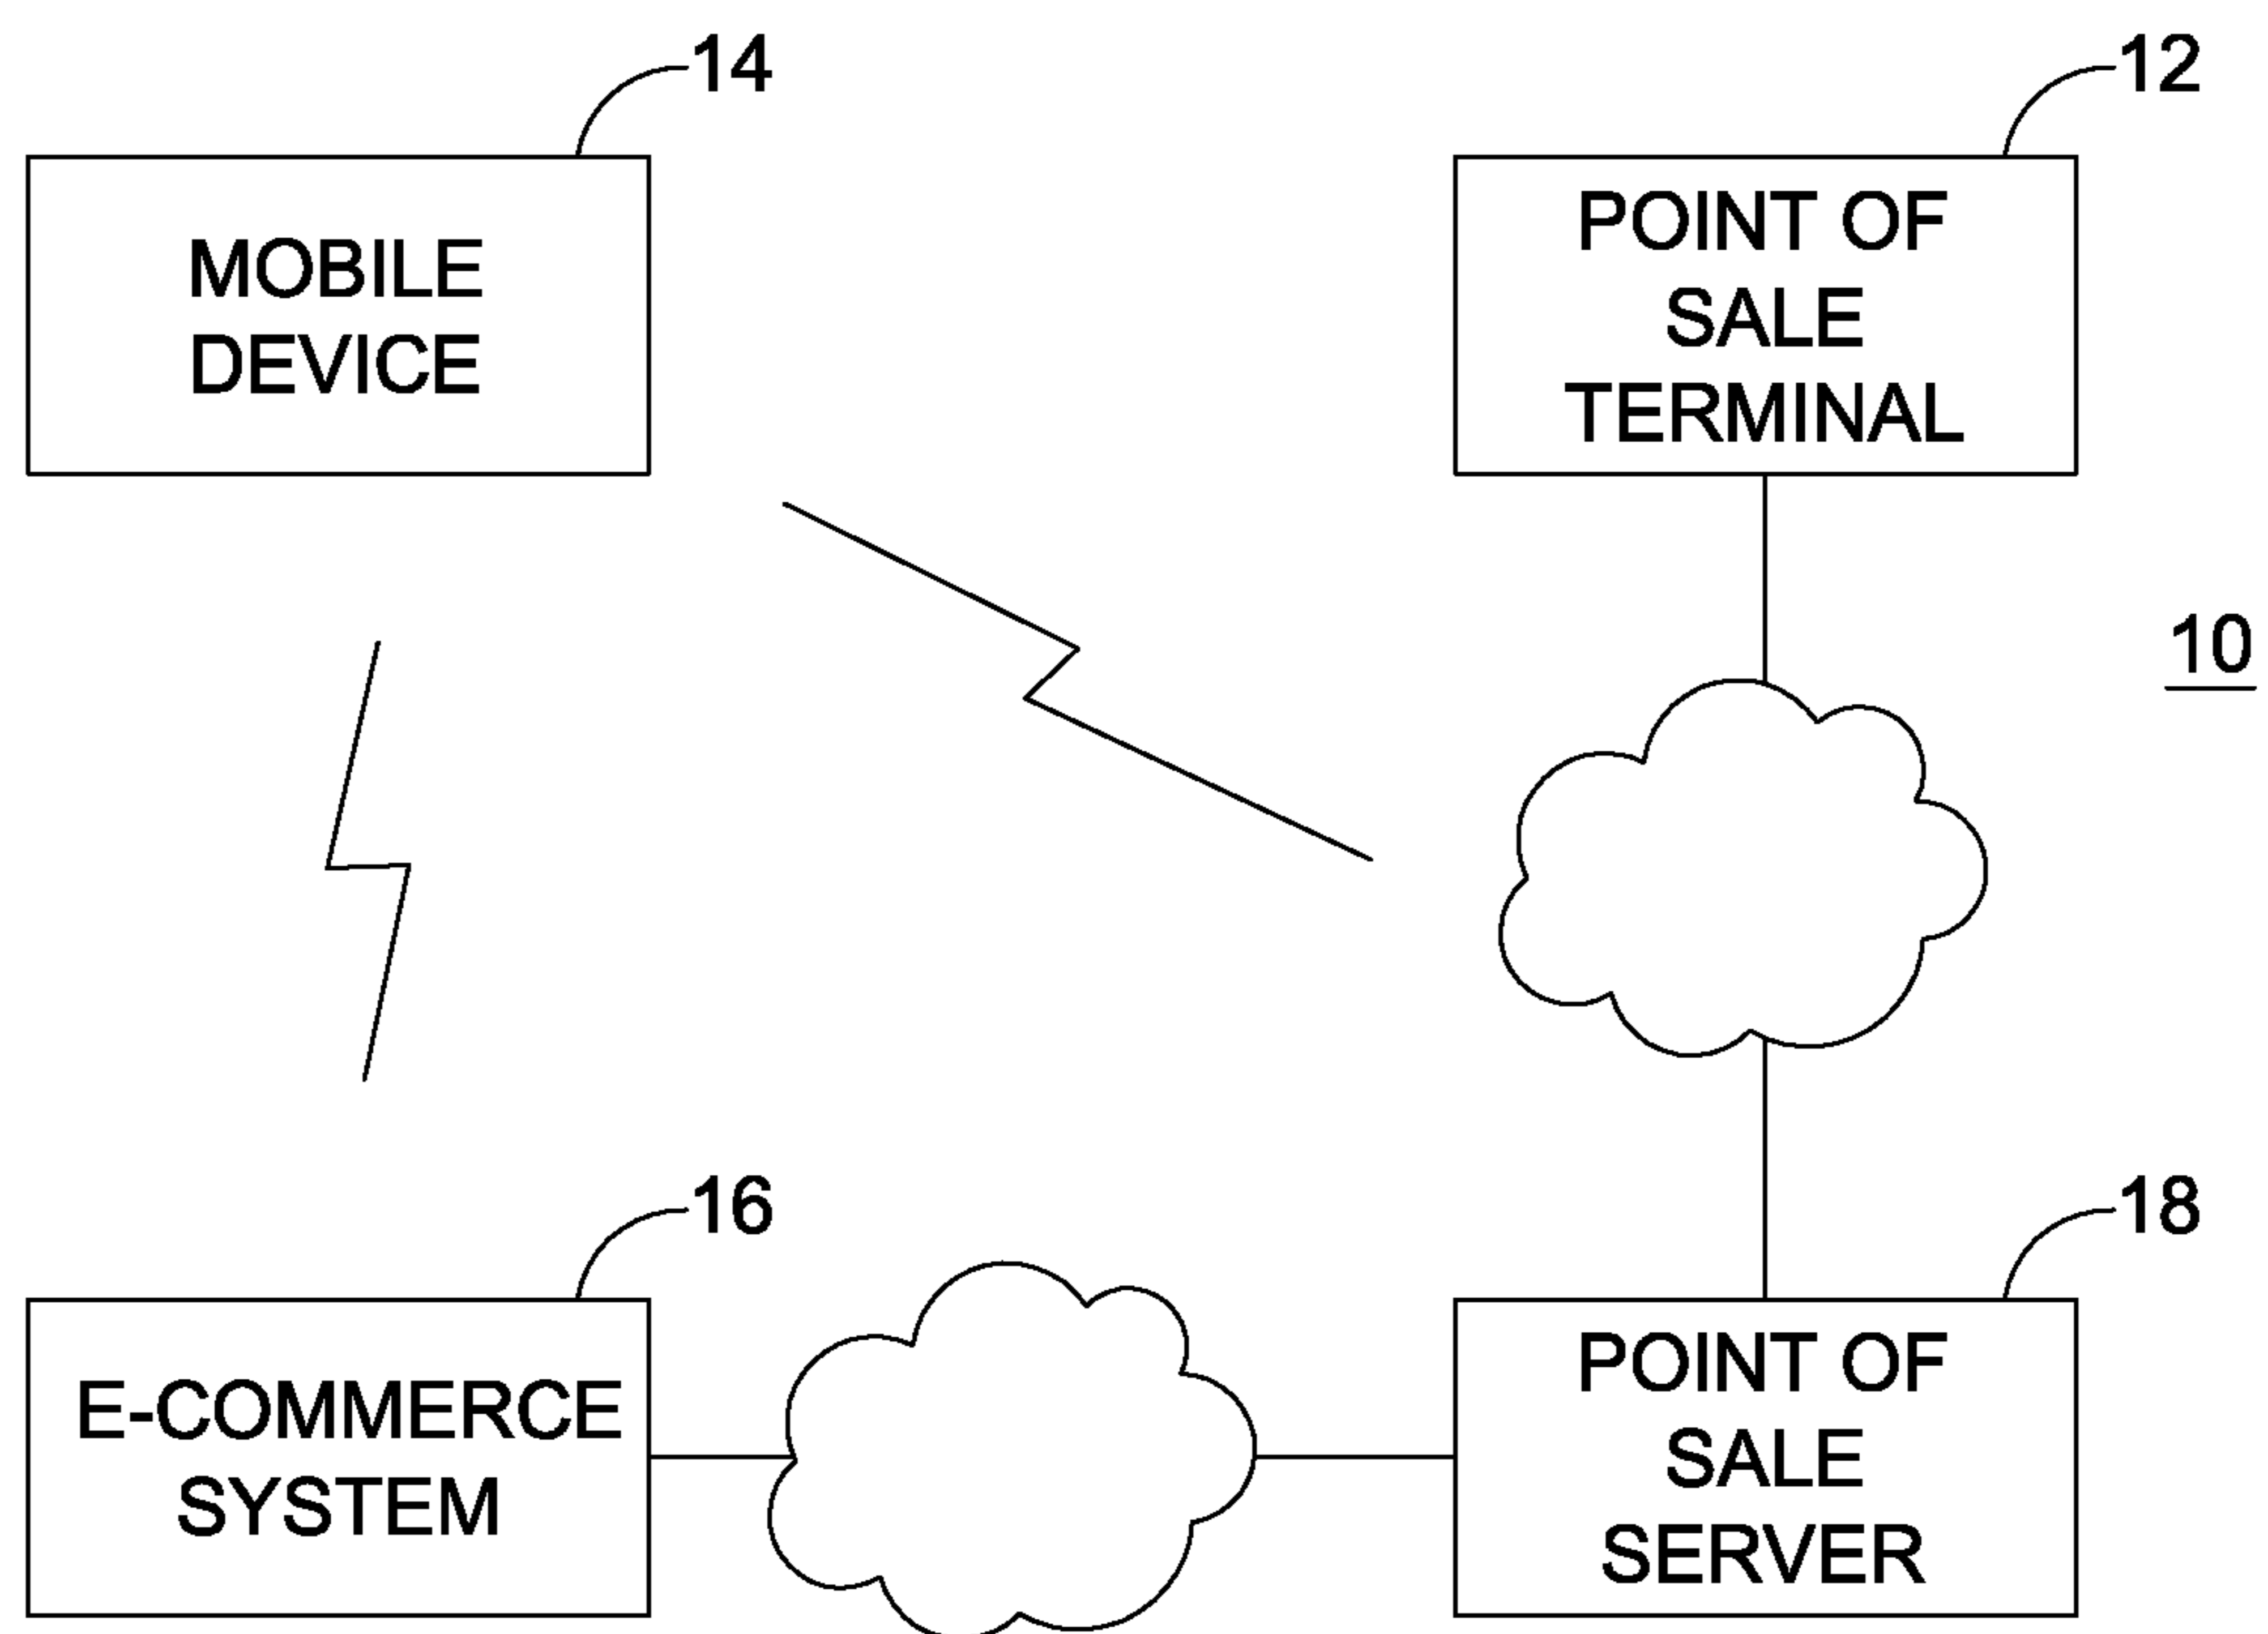 14
12
MOBILE
DEVICE
POINT OF
SALE
TERMINAL
10
16
18
E-COMMERCE
SYSTEM
POINT OF
SALE
SERVER